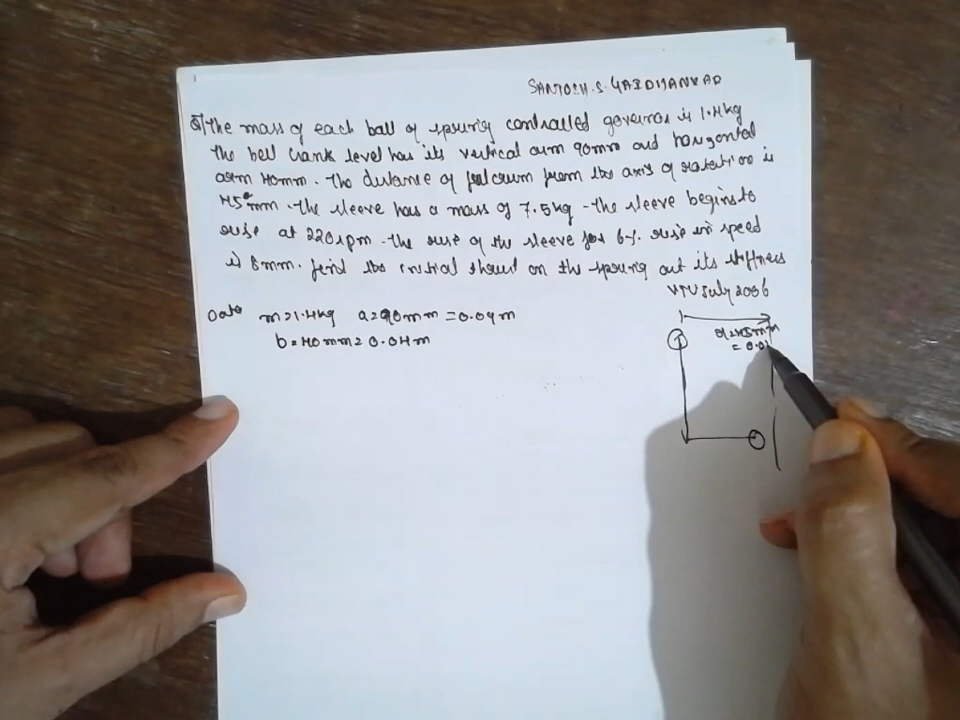 SANTOSH.S.GAIDHANKAR
Q) The mass of each ball of spring controlled governor is 1.4kg
The bell crank level has its vertical arm 90mm and horizontal
arm 40mm. The distance of fulcrum from the axis of rotation is
45mm. The sleeve has a mass of 7.5kg. The sleeve begins to
rise at 220rpm. The rise of the sleeve for 6%. rise in speed
is 8mm. find the initial thrust on the spring its stiffness
VTU July 2006
Data m=1.4kg a=90mm=0.09m
b=40mm=0.04m
d=45mm
=0.0